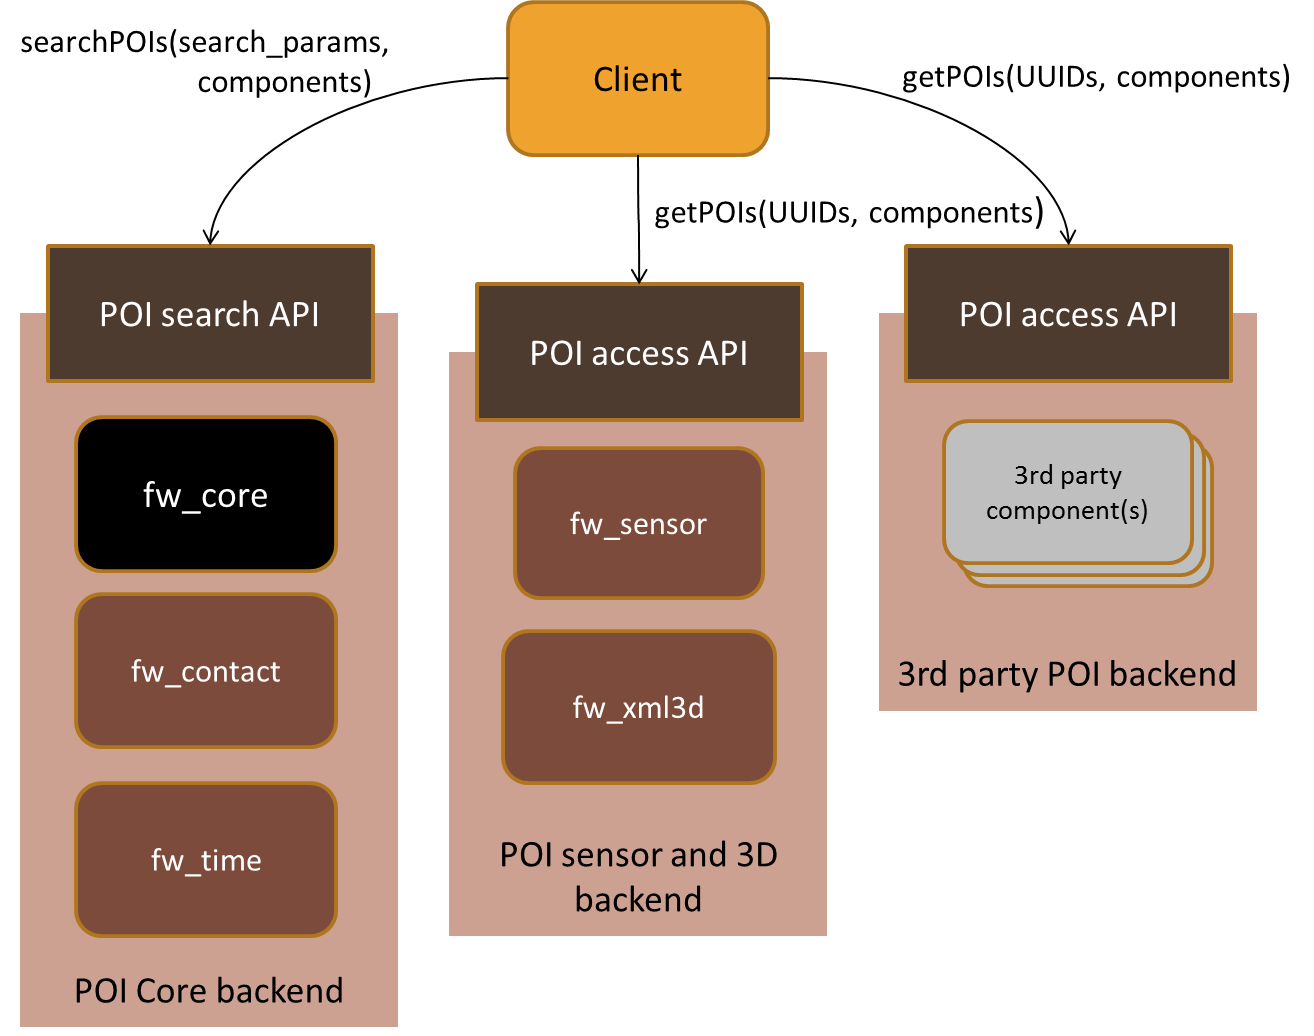 searchPOIs(search_params,
components)
Client
getPOIs(UUIDs, components)
getPOIs(UUIDs, components)
POI search API
fw_core
fw_contact
fw_time
POI Core backend
POI access API
fw_sensor
fw_xml3d
POI sensor and 3D
backend
POI access API
3rd party
component(s)
3rd party POI backend